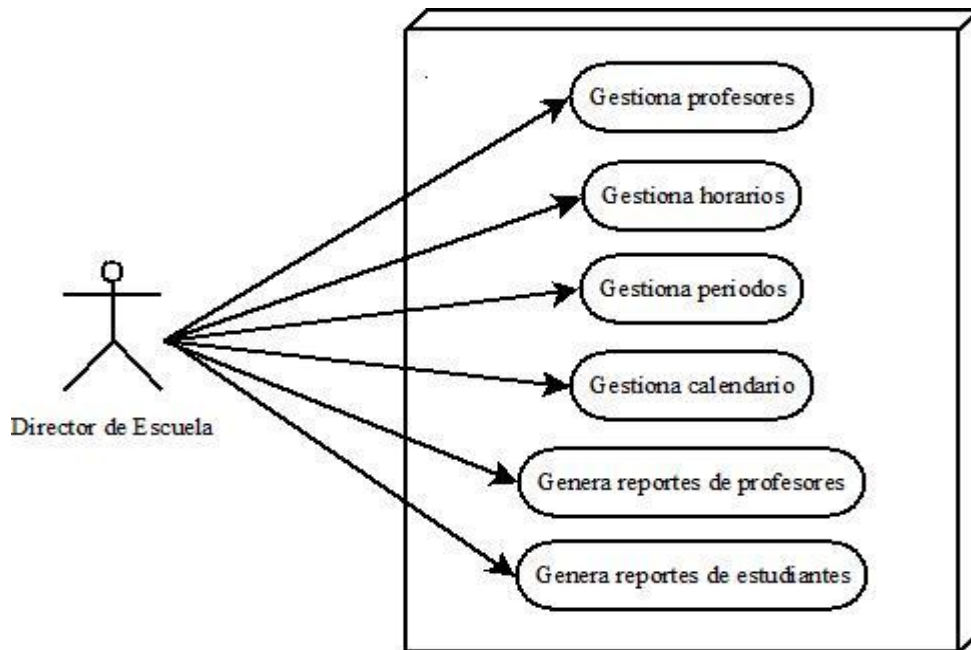 Gestiona profesores
Gestiona horarios
Gestiona periodos
Gestiona calendario
Director de Escuela
Genera reportes de profesores
Genera reportes de estudiantes